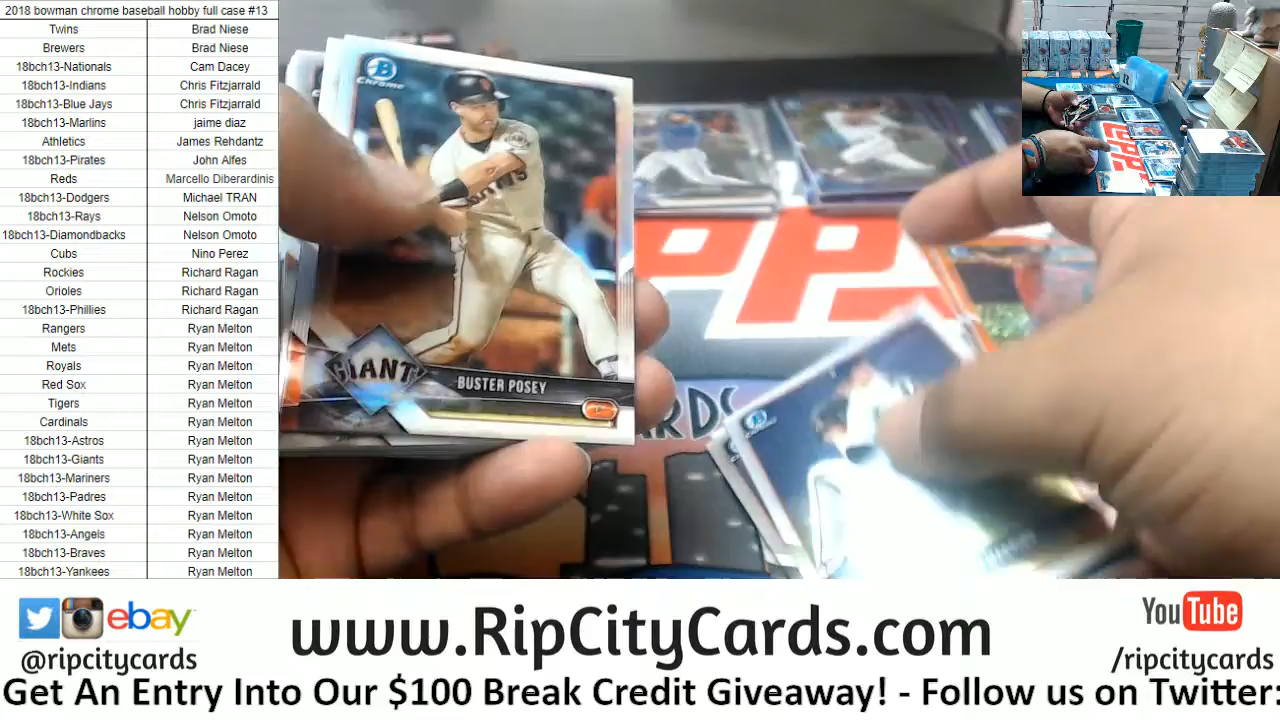 2018 bowman chrome baseball hobby full case #13
Twins Brad Niese
Brewers Brad Niese
18bch13-Nationals Cam Dacey
18bch13-Indians Chris Fitzjarrald
18bch13-Blue Jays Chris Fitzjarrald
18bch13-Marlins jaime diaz
Athletics James Rehdantz
18bch13-Pirates John Alfes
Reds Marcello Diberardinis
18bch13-Dodgers Michael TRAN
18bch13-Rays Nelson Omoto
18bch13-Diamondbacks Nelson Omoto
Cubs Nino Perez
Rockies Richard Ragan
Orioles Richard Ragan
18bch13-Phillies Richard Ragan
Rangers Ryan Melton
Mets Ryan Melton
Royals Ryan Melton
Red Sox Ryan Melton
Tigers Ryan Melton
Cardinals Ryan Melton
18bch13-Astros Ryan Melton
18bch13-Giants Ryan Melton
18bch13-Mariners Ryan Melton
18bch13-Padres Ryan Melton
18bch13-White Sox Ryan Melton
18bch13-Angels Ryan Melton
18bch13-Braves Ryan Melton
18bch13-Yankees Ryan Melton
B
Chrome
GIANT
BUSTER POSEY
ebay
@ripcitycards
www.RipCityCards.com
YouTube
/ripcitycards
Get An Entry Into Our $100 Break Credit Giveaway! - Follow us on Twitter: